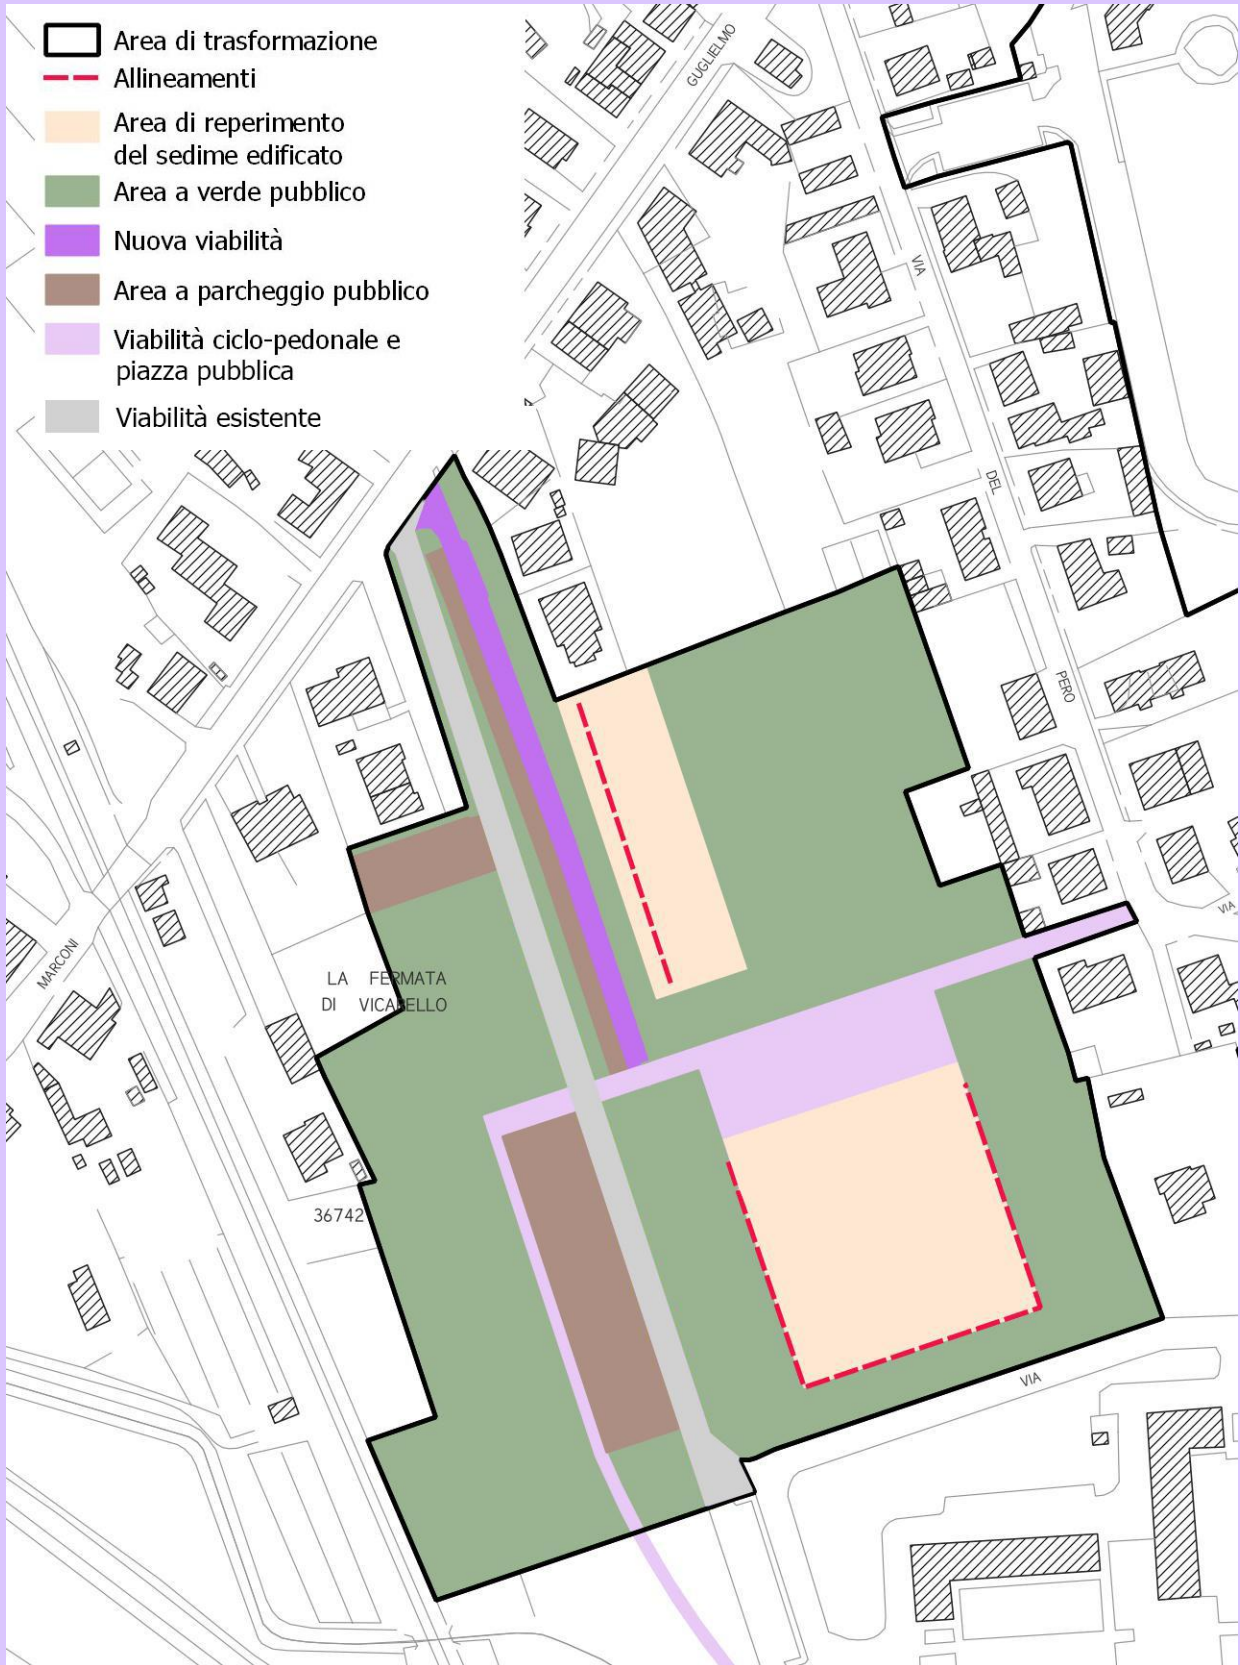 Area di trasformazione
Allineamenti
Area di reperimento
del sedime edificato
Area a verde pubblico
Nuova viabilità
Area a parcheggio pubblico
Viabilità ciclo-pedonale e
piazza pubblica
Viabilità esistente
GUGLIELMO
VIA
DEL
PERO
VIA
MARCONI
LA FERMATA
DI VICARELLO
36742
VIA